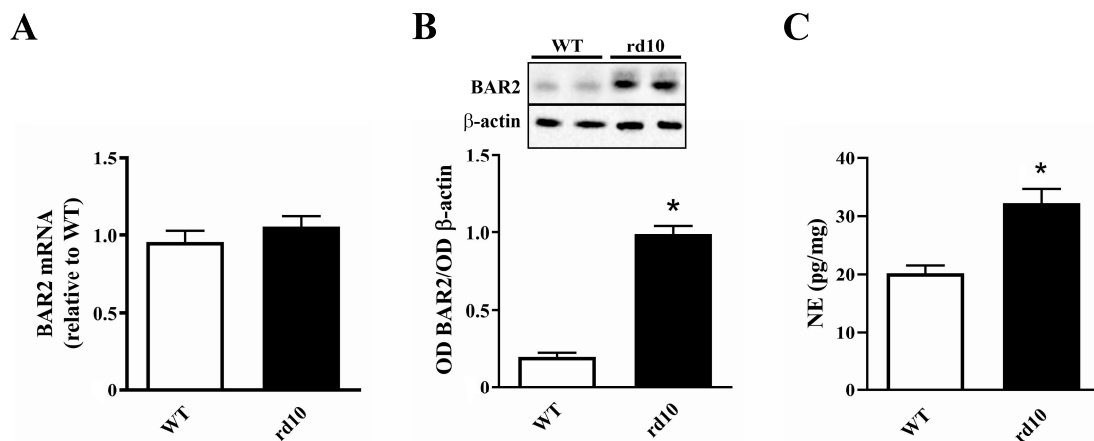 A
BAR2 mRNA
(relative to WT)
1.5
1.0
0.5
0
WT
rd10
B
WT
rd10
BAR2
β-actin
OD BAR2/OD β-actin
1.5
1.0
0.5
0
*
WT
rd10
C
NE (pg/mg)
40
30
20
10
0
*
WT
rd10